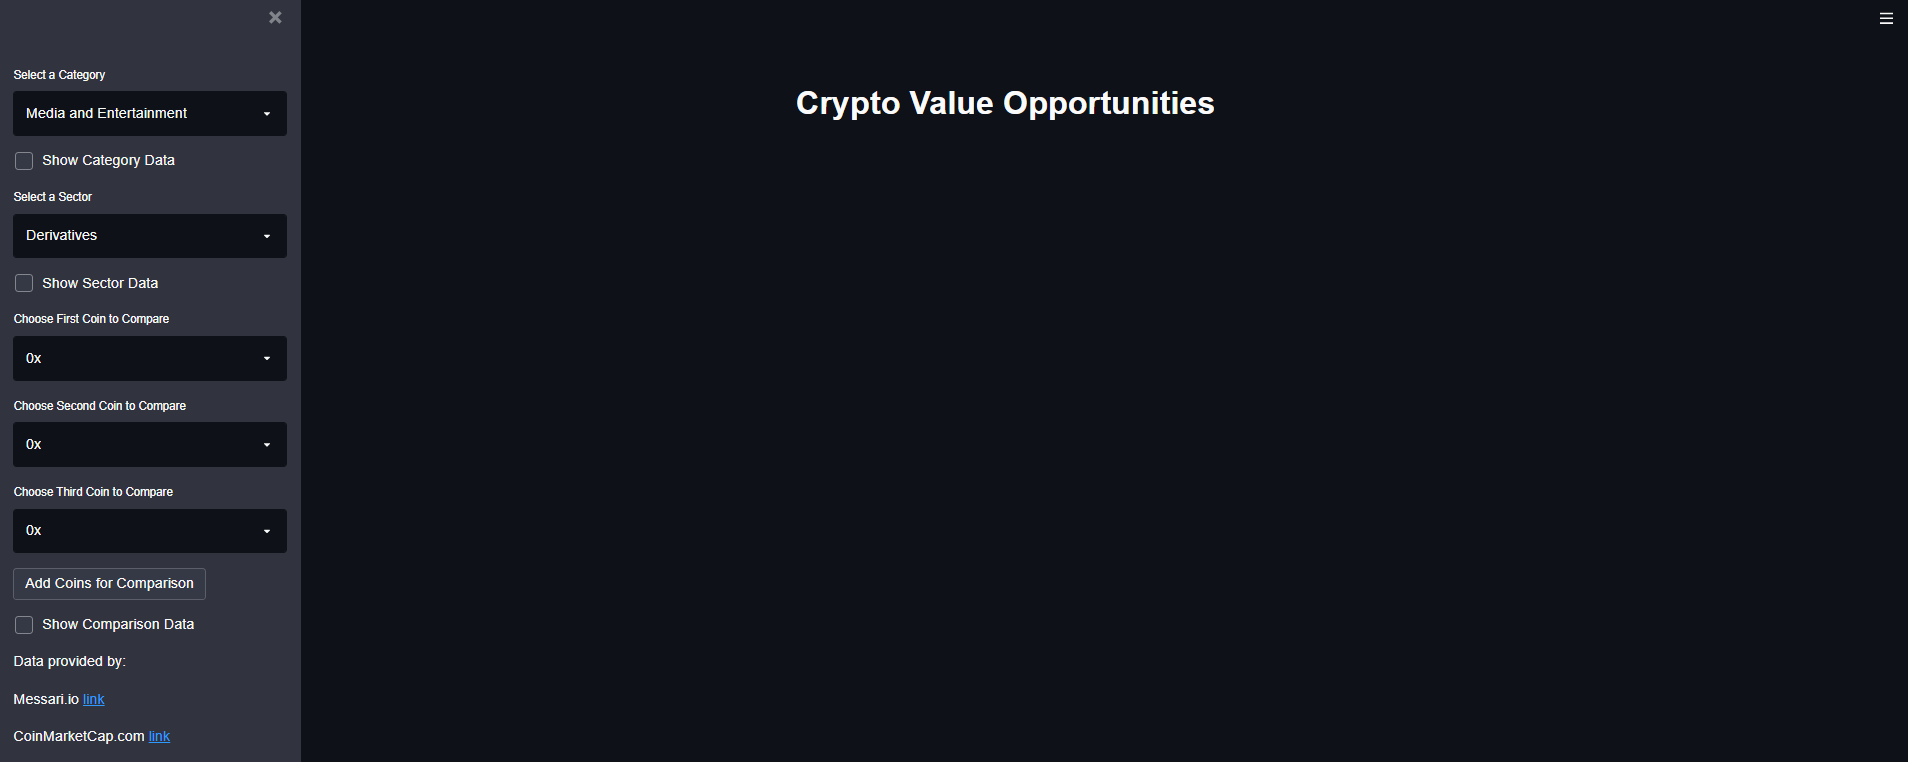 Select a Category
Media and Entertainment
Show Category Data
Select a Sector
Derivatives
Show Sector Data
Choose First Coin to Compare
0x
Choose Second Coin to Compare
0x
Choose Third Coin to Compare
0x
Add Coins for Comparison
Show Comparison Data
Data provided by:
Messari.io link
CoinMarketCap.com link
Crypto Value Opportunities